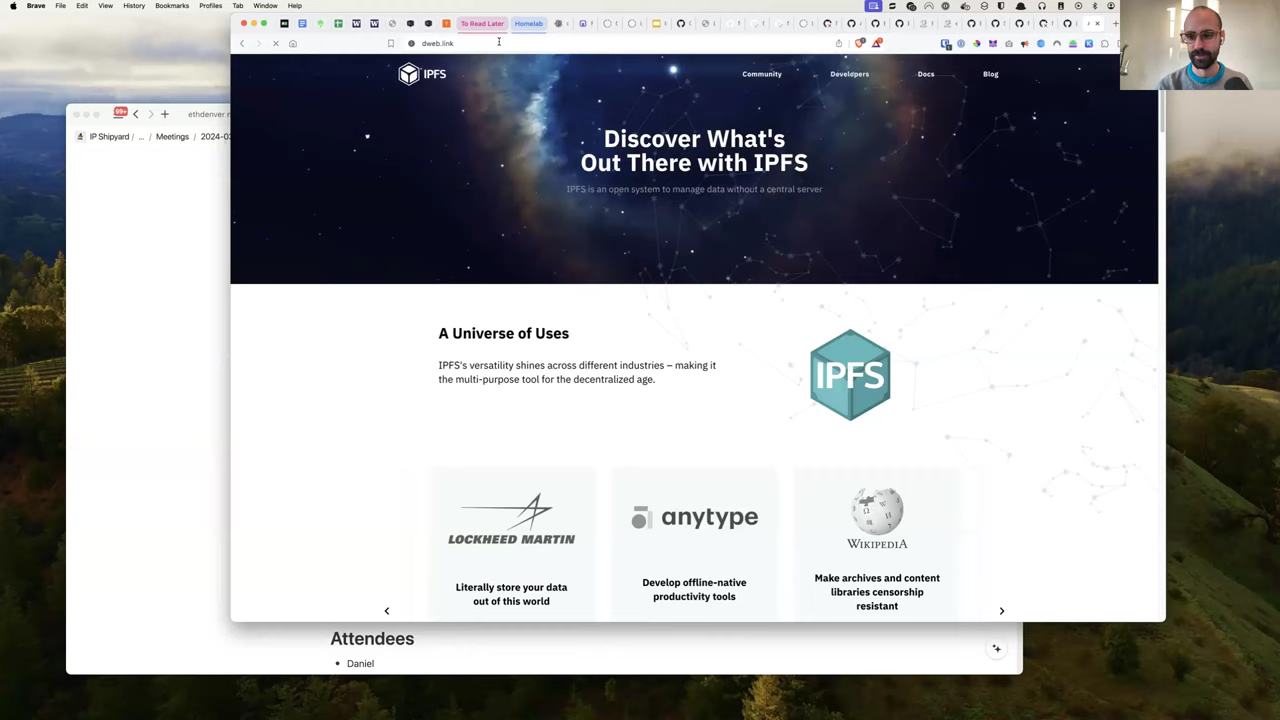 Brave File Edit View History Bookmarks Profiles Tab Window Help
To Read Later Homelab
dweb.link
IPFS
Community Developers Docs Blog
99+
ethdenver
IP Shipyard / ... / Meetings / 2024-03
Discover What's
Out There with IPFS
IPFS is an open system to manage data without a central server
A Universe of Uses
IPFS's versatility shines across different industries – making it
the multi-purpose tool for the decentralized age.
IPFS
LOCKHEED MARTIN
anytype
WIKIPEDIA
Literally store your data
out of this world
Develop offline-native
productivity tools
Make archives and content
libraries censorship
resistant
Attendees
• Daniel